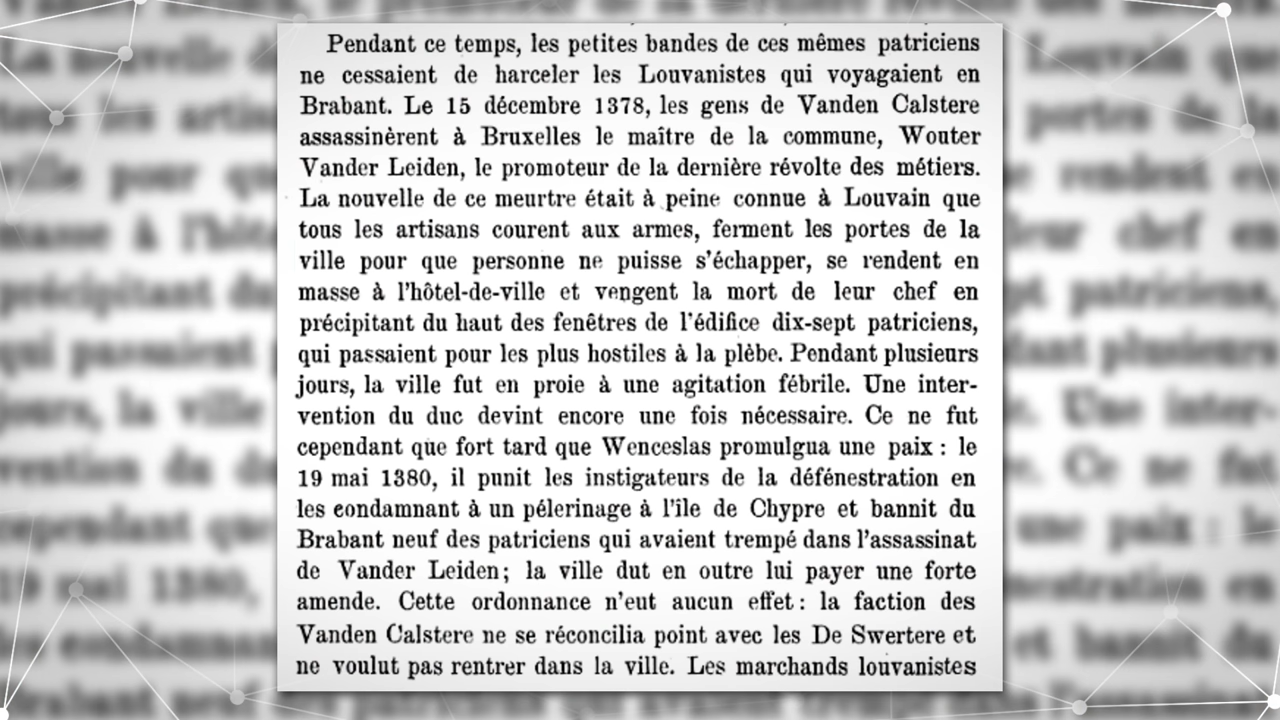 Pendant ce temps, les petites bandes de ces mêmes patriciens
ne cessaient de harceler les Louvanistes qui voyagaient en
Brabant. Le 15 décembre 1378, les gens de Vanden Calstere
assassinèrent à Bruxelles le maître de la commune, Wouter
Vander Leiden, le promoteur de la dernière révolte des métiers.
La nouvelle de ce meurtre était à peine connue à Louvain que
tous les artisans courent aux armes, ferment les portes de la
ville pour que personne ne puisse s'échapper, se rendent en
masse à l'hôtel-de-ville et vengent la mort de leur chef en
précipitant du haut des fenêtres de l'édifice dix-sept patriciens,
qui passaient pour les plus hostiles à la plèbe. Pendant plusieurs
jours, la ville fut en proie à une agitation fébrile. Une inter-
vention du duc devint encore une fois nécessaire. Ce ne fut
cependant que fort tard que Wenceslas promulgua une paix : le
19 mai 1380, il punit les instigateurs de la défénestration en
les condamnant à un pélerinage à l'île de Chypre et bannit du
Brabant neuf des patriciens qui avaient trempé dans l'assassinat
de Vander Leiden; la ville dut en outre lui payer une forte
amende. Cette ordonnance n'eut aucun effet : la faction des
Vanden Calstere ne se réconcilia point avec les De Swertere et
ne voulut pas rentrer dans la ville. Les marchands louvanistes